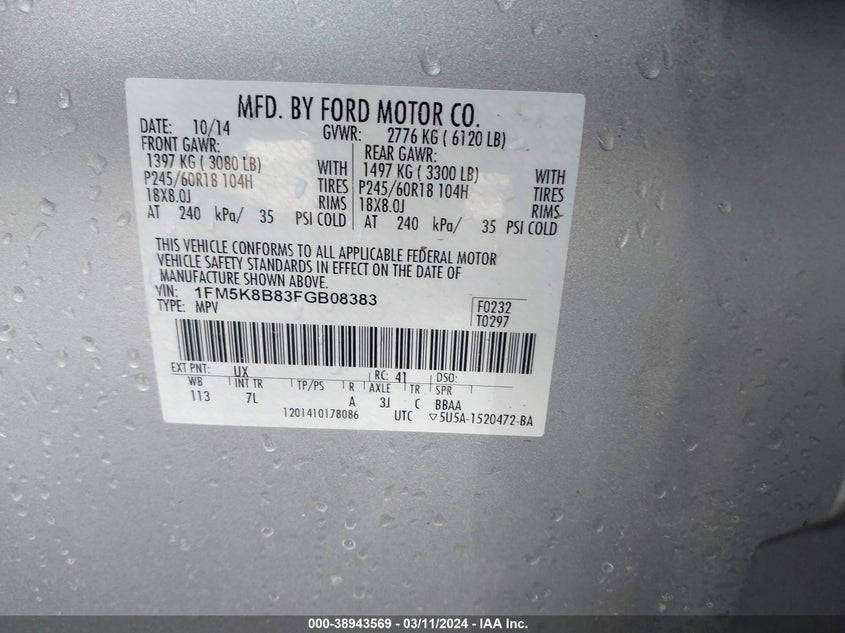 MFD. BY FORD MOTOR CO.
DATE: 10/14 GVWR: 2776 KG ( 6120 LB)
FRONT GAWR: REAR GAWR:
1397 KG ( 3080 LB) WITH 1497 KG ( 3300 LB) WITH
P245/60R18 104H TIRES P245/60R18 104H TIRES
18X8.0J RIMS 18X8.0J RIMS
AT 240 kPa/ 35 PSI COLD AT 240 kPa/ 35 PSI COLD
THIS VEHICLE CONFORMS TO ALL APPLICABLE FEDERAL MOTOR
VEHICLE SAFETY STANDARDS IN EFFECT ON THE DATE OF
MANUFACTURE SHOWN ABOVE.
VIN: 1FM5K8B83FGB08383
TYPE: MPV
F0232
T0297
EXT PNT: UX RC: 41 DSO:
WB INT TR TP/PS R AXLE TR SPR
113 7L A 3J C BBAA
1201410178086 UTC ▽5U5A-1520472-BA
000-38943569 - 03/11/2024 - IAA Inc.